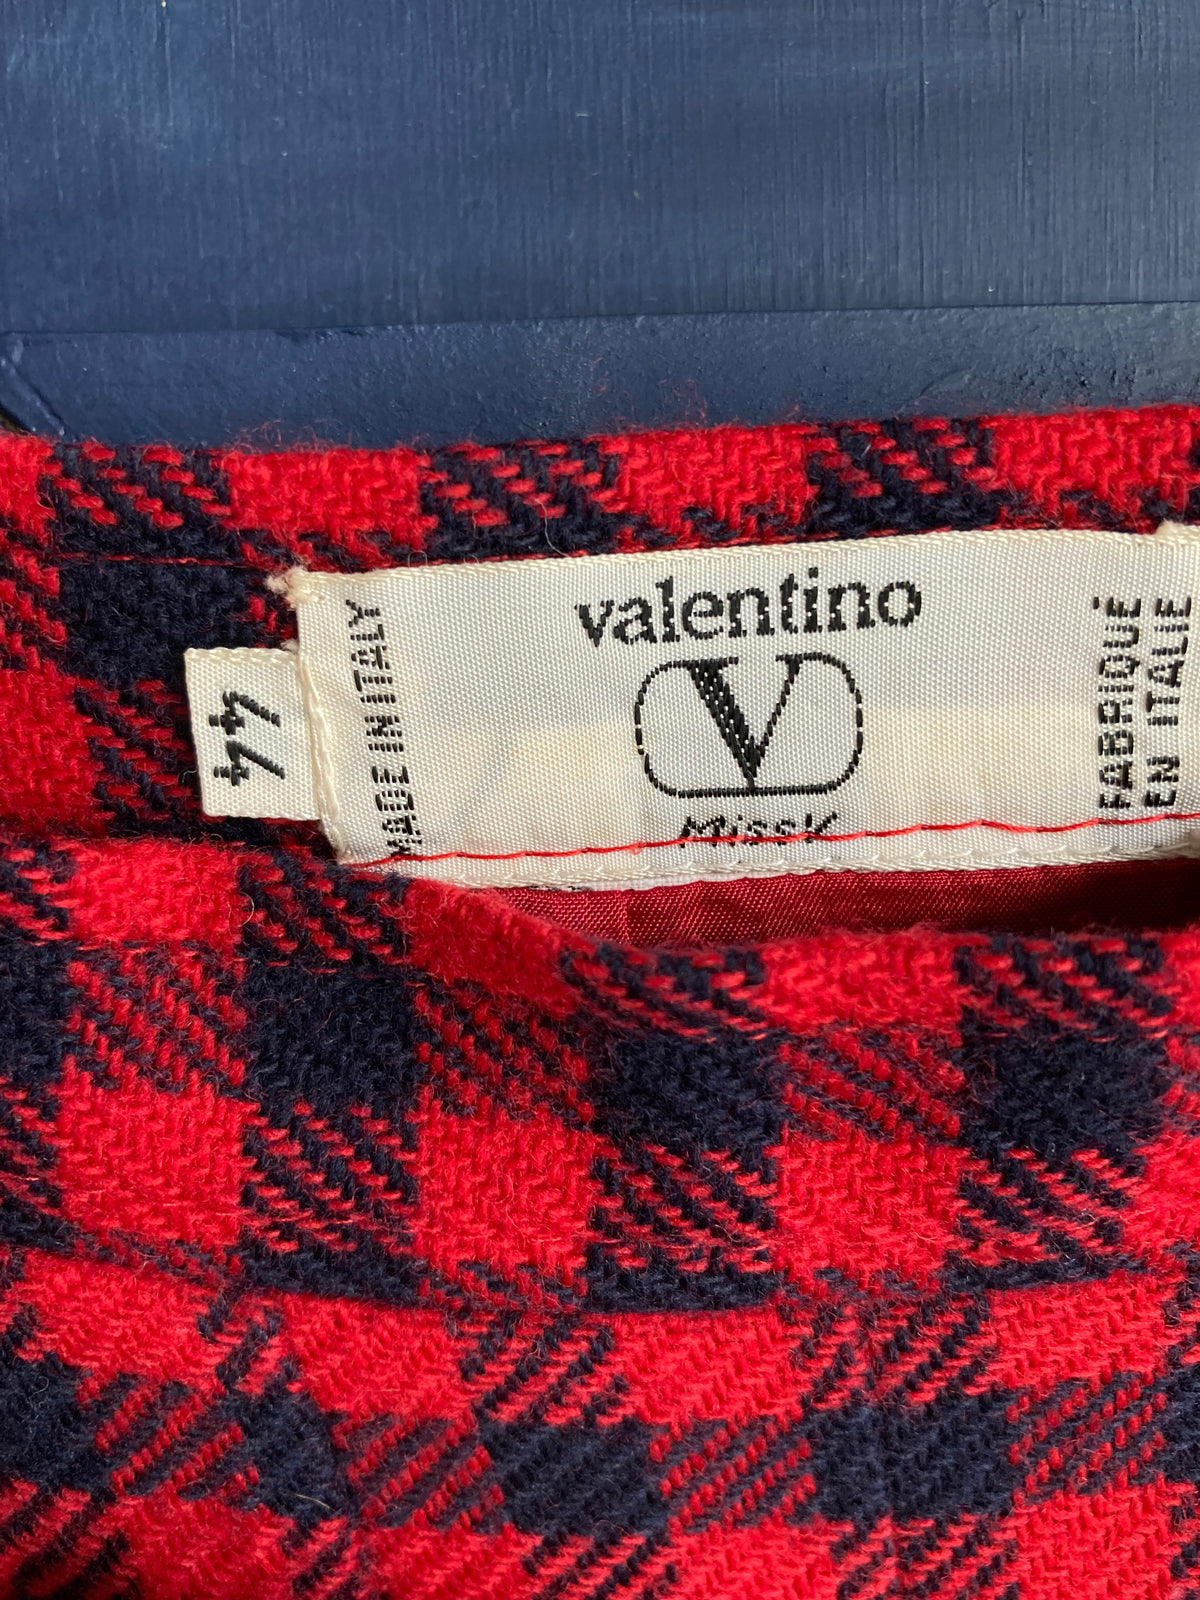 44
MADE IN ITALY
valentino
V
Miss V
FABRIQUÉ
EN ITALIE